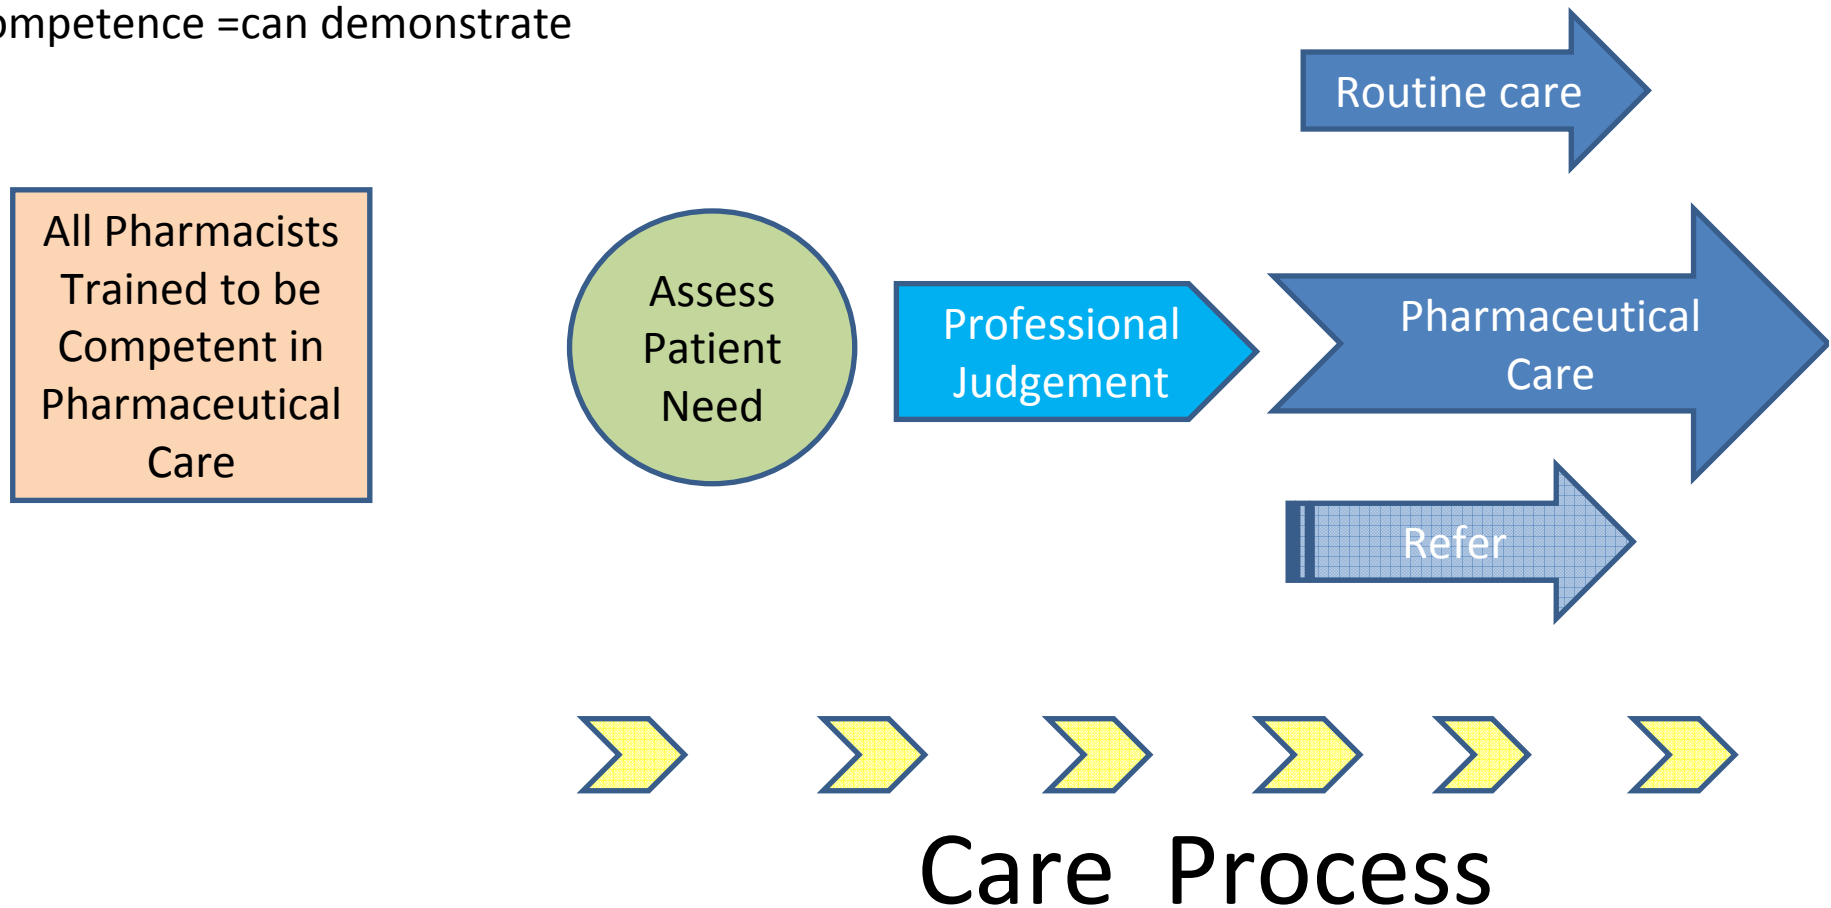 ompetence =can demonstrate
Routine care
All Pharmacists
Trained to be
Competent in
Pharmaceutical
Care
Assess
Patient
Need
Professional
Judgement
Pharmaceutical
Care
Refer
Care Process